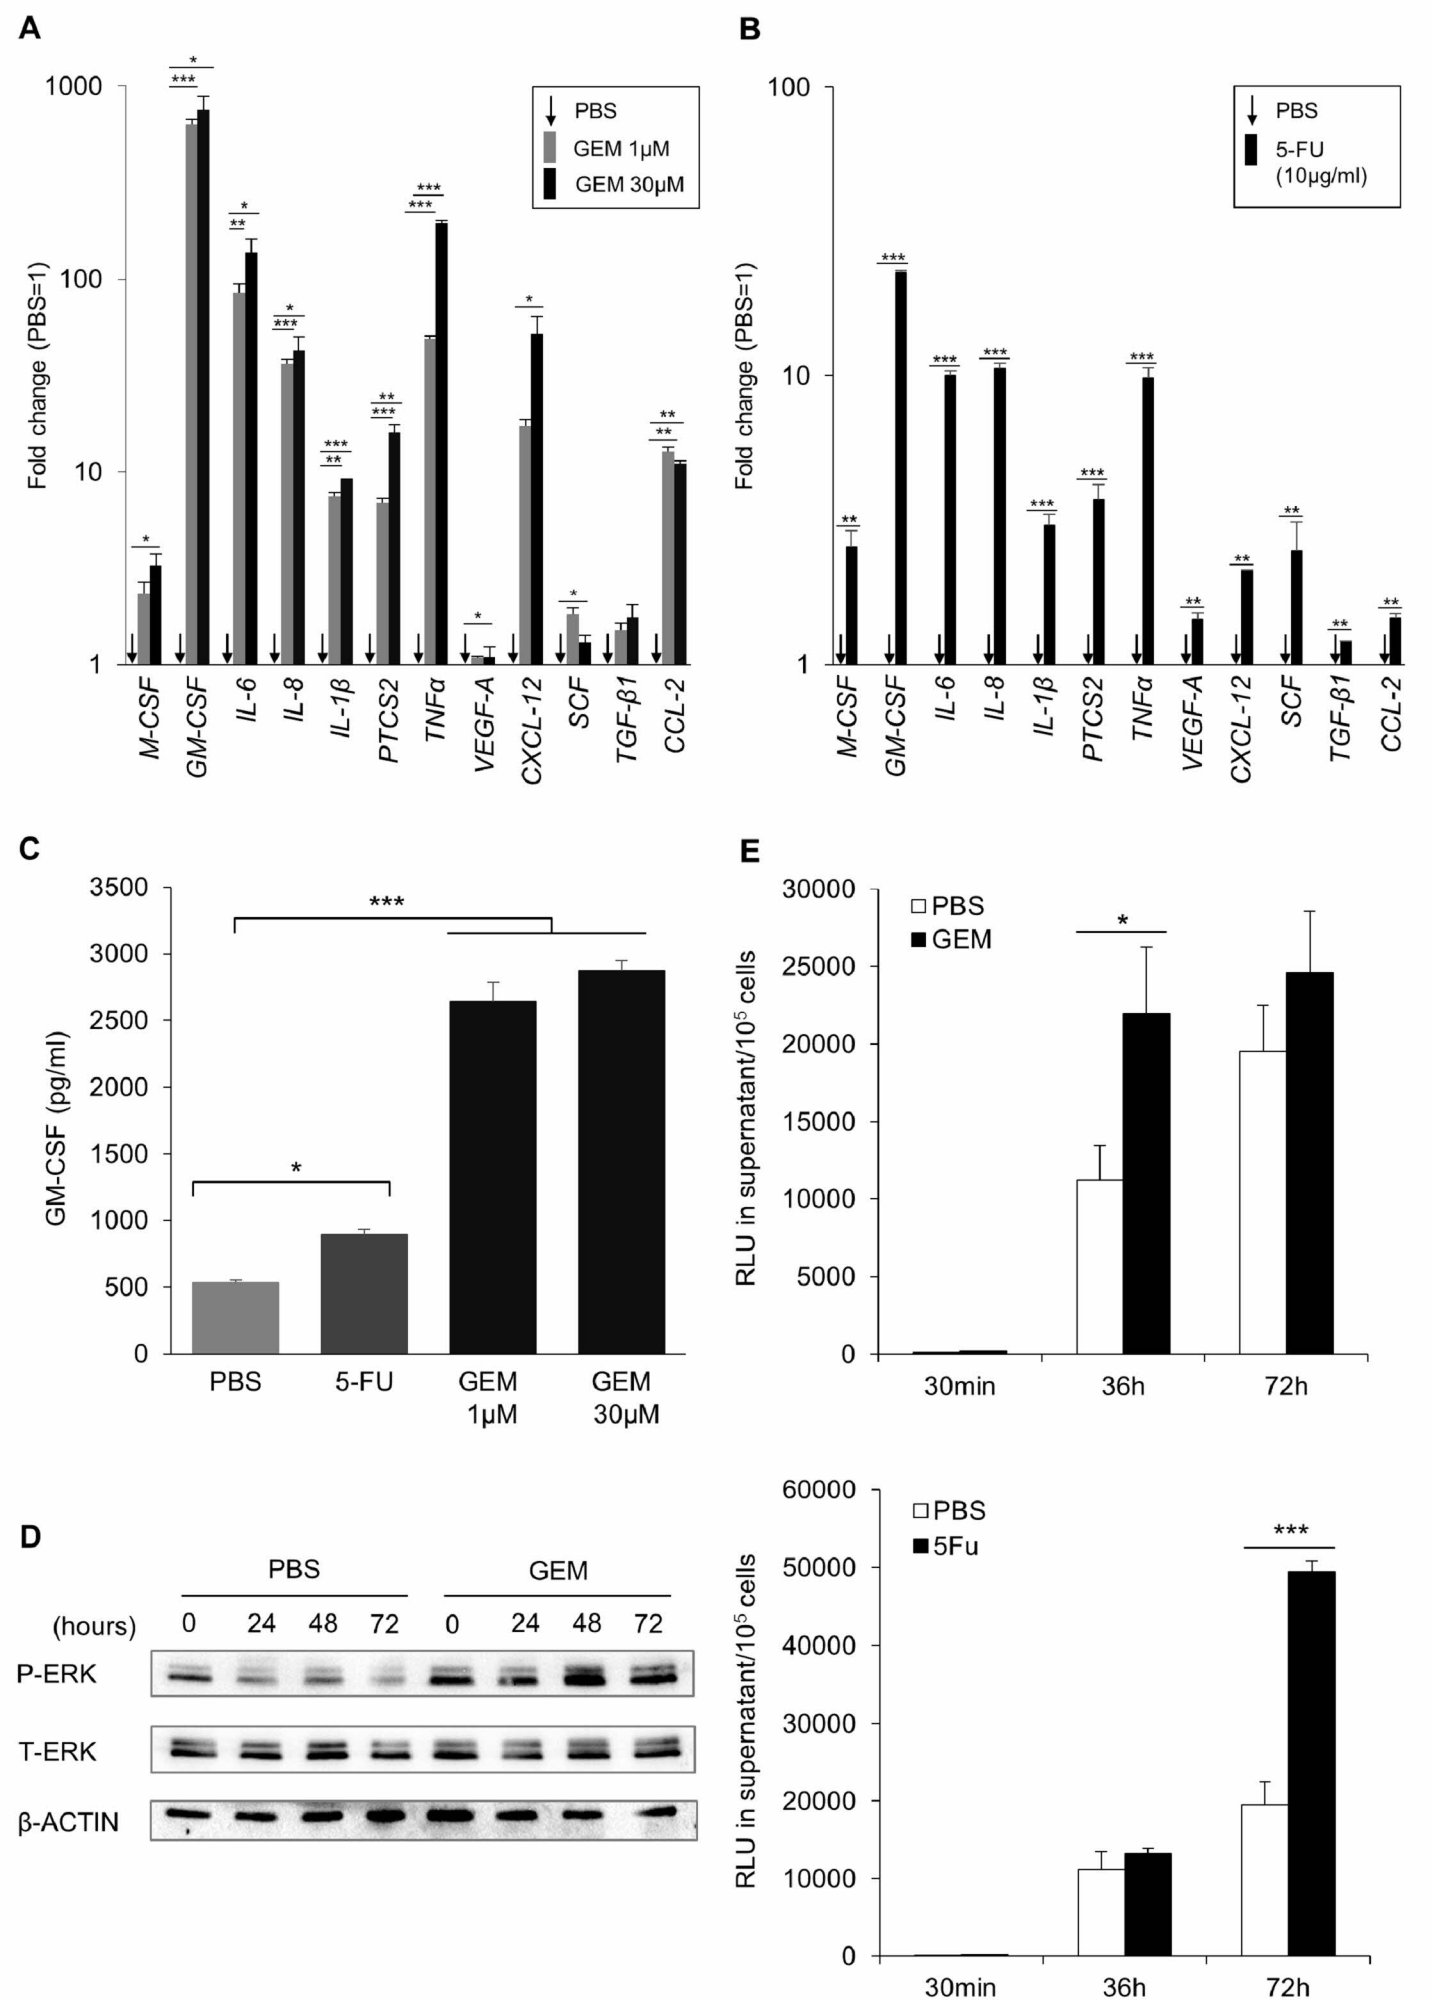 A
Fold change (PBS=1)
1000
100
10
1
PBS
GEM 1µM
GEM 30µM
*
***
*
**
*
***
***
**
**
***
***
***
*
*
*
**
**
M-CSF
GM-CSF
IL-6
IL-8
IL-1β
PTCS2
TNFα
VEGF-A
CXCL-12
SCF
TGF-β1
CCL-2
*
B
Fold change (PBS=1)
100
10
1
PBS
5-FU
(10µg/ml)
**
***
***
***
***
***
***
**
**
**
**
**
M-CSF
GM-CSF
IL-6
IL-8
IL-1β
PTCS2
TNFα
VEGF-A
CXCL-12
SCF
TGF-β1
CCL-2
C
GM-CSF (pg/ml)
3500
3000
2500
2000
1500
1000
500
0
***
*
PBS
5-FU
GEM
1µM
GEM
30µM
D
PBS GEM
(hours) 0 24 48 72 0 24 48 72
P-ERK
T-ERK
β-ACTIN
E
RLU in supernatant/10⁵ cells
30000
25000
20000
15000
10000
5000
0
PBS
GEM
*
30min 36h 72h
RLU in supernatant/10⁵ cells
60000
50000
40000
30000
20000
10000
0
PBS
5Fu
***
30min 36h 72h